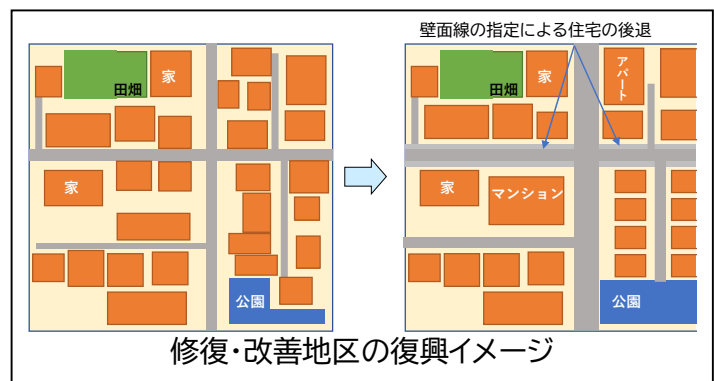 壁面線の指定による住宅の後退
家
田畑
家
公園
家
田畑
アパート
家
マンション
公園
修復・改善地区の復興イメージ